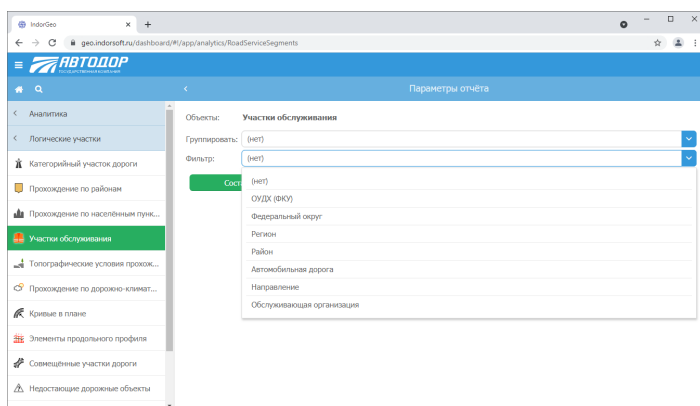 IndorGeo
geo.indorsoft.ru/dashboard/#!/app/analytics/RoadServiceSegments
АВТОДОР
ГОСУДАРСТВЕННАЯ КОМПАНИЯ
Параметры отчёта
Аналитика
Логические участки
Категорийный участок дороги
Прохождение по районам
Прохождение по населённым пунк...
Участки обслуживания
Топографические условия прохож...
Прохождение по дорожно-климат...
Кривые в плане
Элементы продольного профиля
Совмещённые участки дороги
Недостающие дорожные объекты
Объекты: Участки обслуживания
Группировать: (нет)
Фильтр: (нет)
Сост
(нет)
ОУДХ (ФКУ)
Федеральный округ
Регион
Район
Автомобильная дорога
Направление
Обслуживающая организация